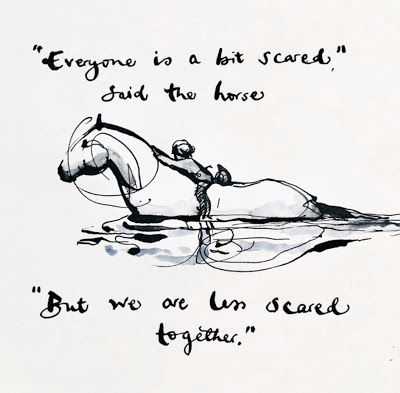 "Everyone is a bit scared,"
said the horse
"But we are less scared
together."